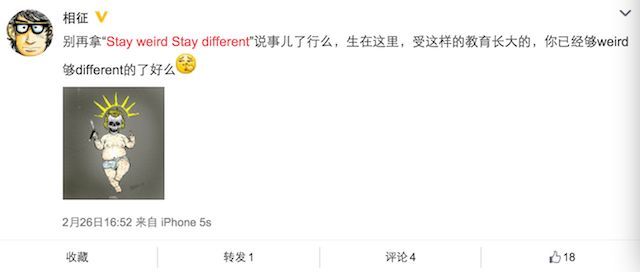 相征
别再拿“Stay weird Stay different”说事儿了行么，生在这里，受这样的教育长大的，你已经够weird
够different的了好么
2月26日16:52 来自 iPhone 5s
收藏 转发 1 评论 4 18